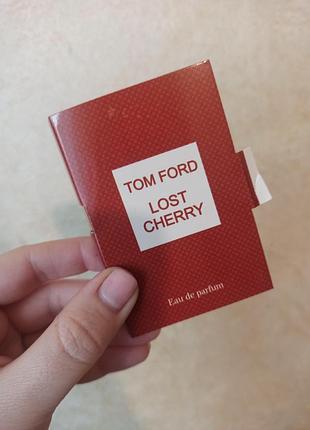 TOM FORD
LOST
CHERRY
Eau de parfum